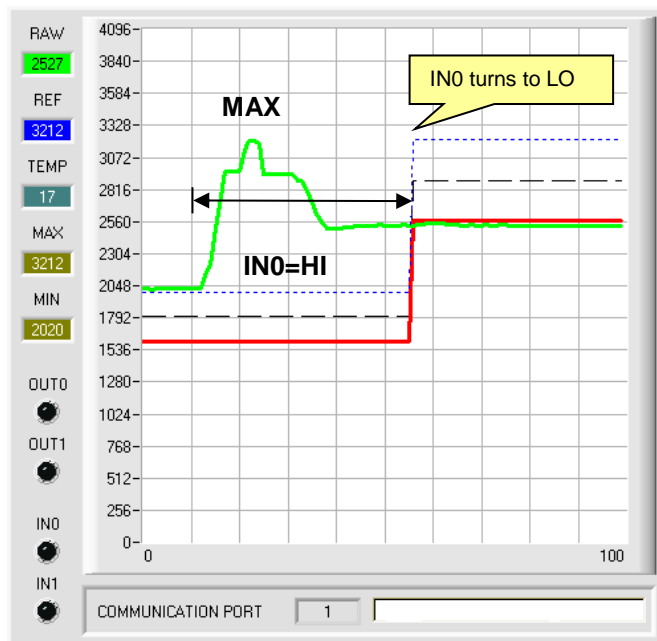 RAW
2527
REF
3212
TEMP
17
MAX
3212
MIN
2020
OUT0
OUT1
IN0
IN1
4096
3840
3584
3328
3072
2816
2560
2304
2048
1792
1536
1280
1024
768
512
256
0
0
100
MAX
IN0 turns to LO
IN0=HI
COMMUNICATION PORT 1